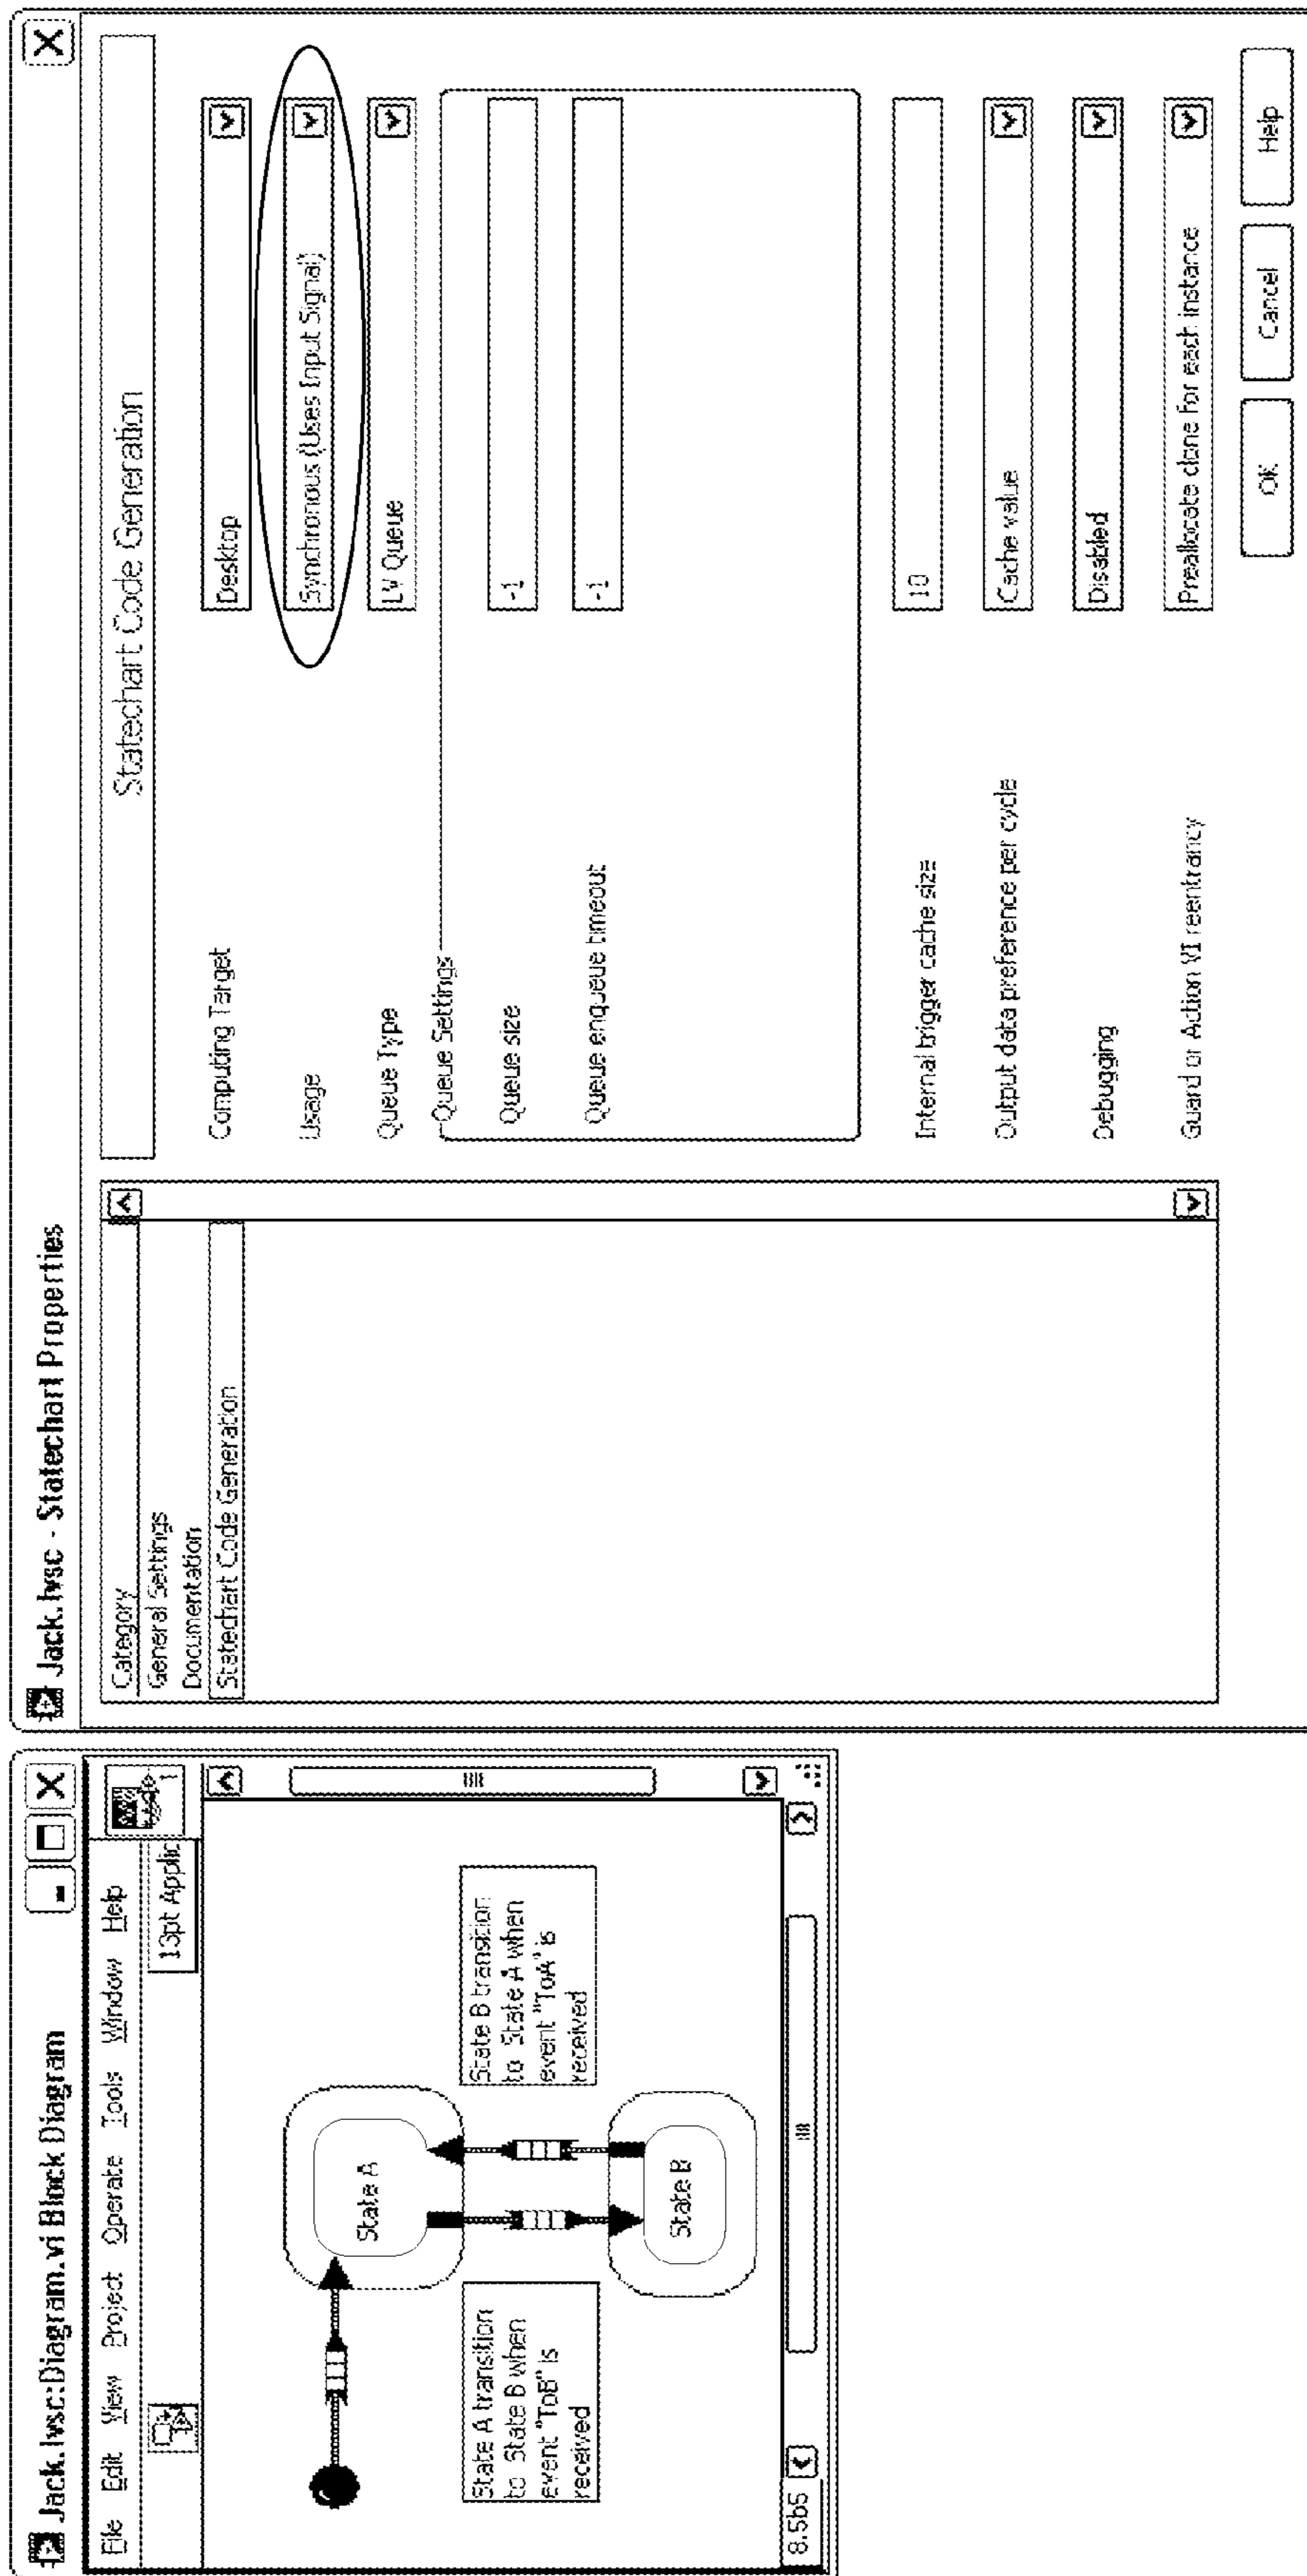 Jack.lvsc:Diagram.vi Block Diagram
File Edit View Project Operate Tools Window Help
13pt Applic
State A transition
to State B when
event "ToB" is
received
State A
State B transition
to State A when
event "ToA" is
received
State B
8.5b5
Jack.lvsc - Statechart Properties
Category
General Settings
Documentation
Statechart Code Generation
Statechart Code Generation
Computing Target
Desktop
Usage
Synchronous (Uses Input Signal)
Queue Type
LV Queue
Queue Settings
Queue size
-1
Queue enqueue timeout
-1
Internal trigger cache size
10
Output data preference per cycle
Cache value
Debugging
Disabled
Guard or Action VI reentrancy
Preallocate clone for each instance
OK
Cancel
Help